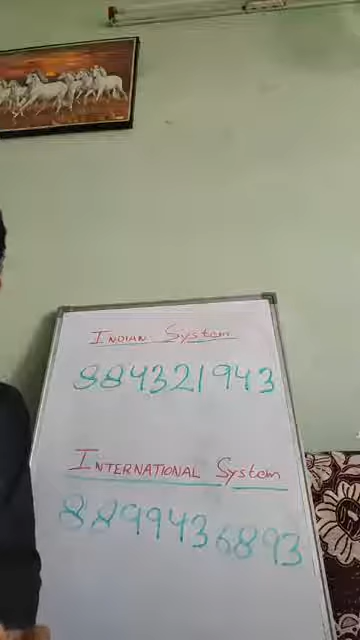 INDIAN System
884321943
INTERNATIONAL System
8899436893